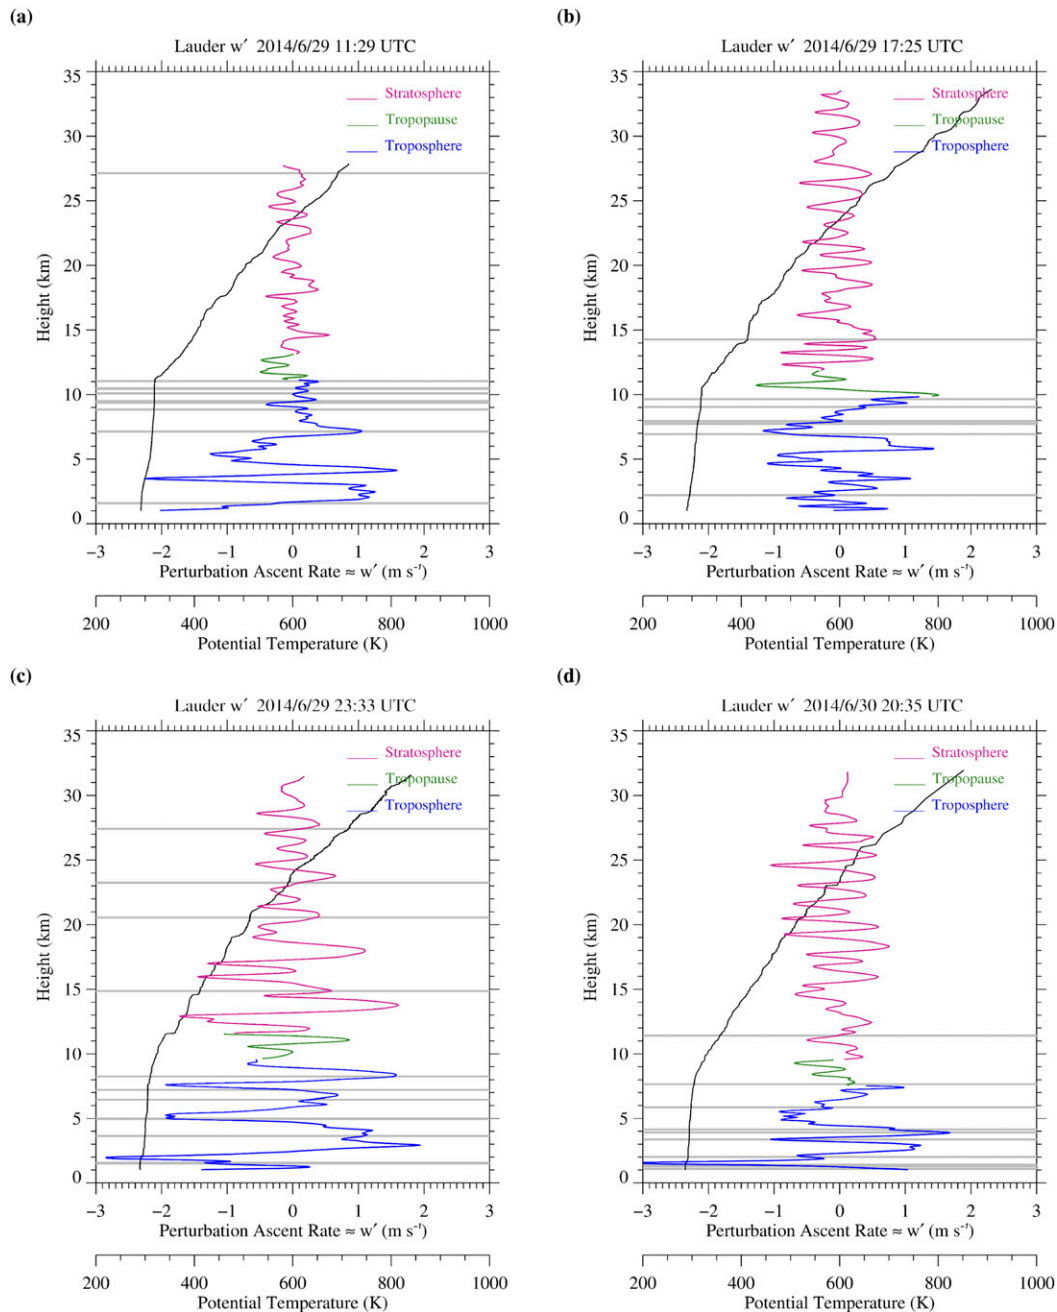 (a)
Lauder w′ 2014/6/29 11:29 UTC
35
30
25
20
15
10
5
0
Height (km)
Stratosphere
Tropopause
Troposphere
−3 −2 −1 0 1 2 3
Perturbation Ascent Rate ≈ w′ (m s⁻¹)
200 400 600 800 1000
Potential Temperature (K)
(b)
Lauder w′ 2014/6/29 17:25 UTC
35
30
25
20
15
10
5
0
Height (km)
Stratosphere
Tropopause
Troposphere
−3 −2 −1 0 1 2 3
Perturbation Ascent Rate ≈ w′ (m s⁻¹)
200 400 600 800 1000
Potential Temperature (K)
(c)
Lauder w′ 2014/6/29 23:33 UTC
35
30
25
20
15
10
5
0
Height (km)
Stratosphere
Tropopause
Troposphere
−3 −2 −1 0 1 2 3
Perturbation Ascent Rate ≈ w′ (m s⁻¹)
200 400 600 800 1000
Potential Temperature (K)
(d)
Lauder w′ 2014/6/30 20:35 UTC
35
30
25
20
15
10
5
0
Height (km)
Stratosphere
Tropopause
Troposphere
−3 −2 −1 0 1 2 3
Perturbation Ascent Rate ≈ w′ (m s⁻¹)
200 400 600 800 1000
Potential Temperature (K)